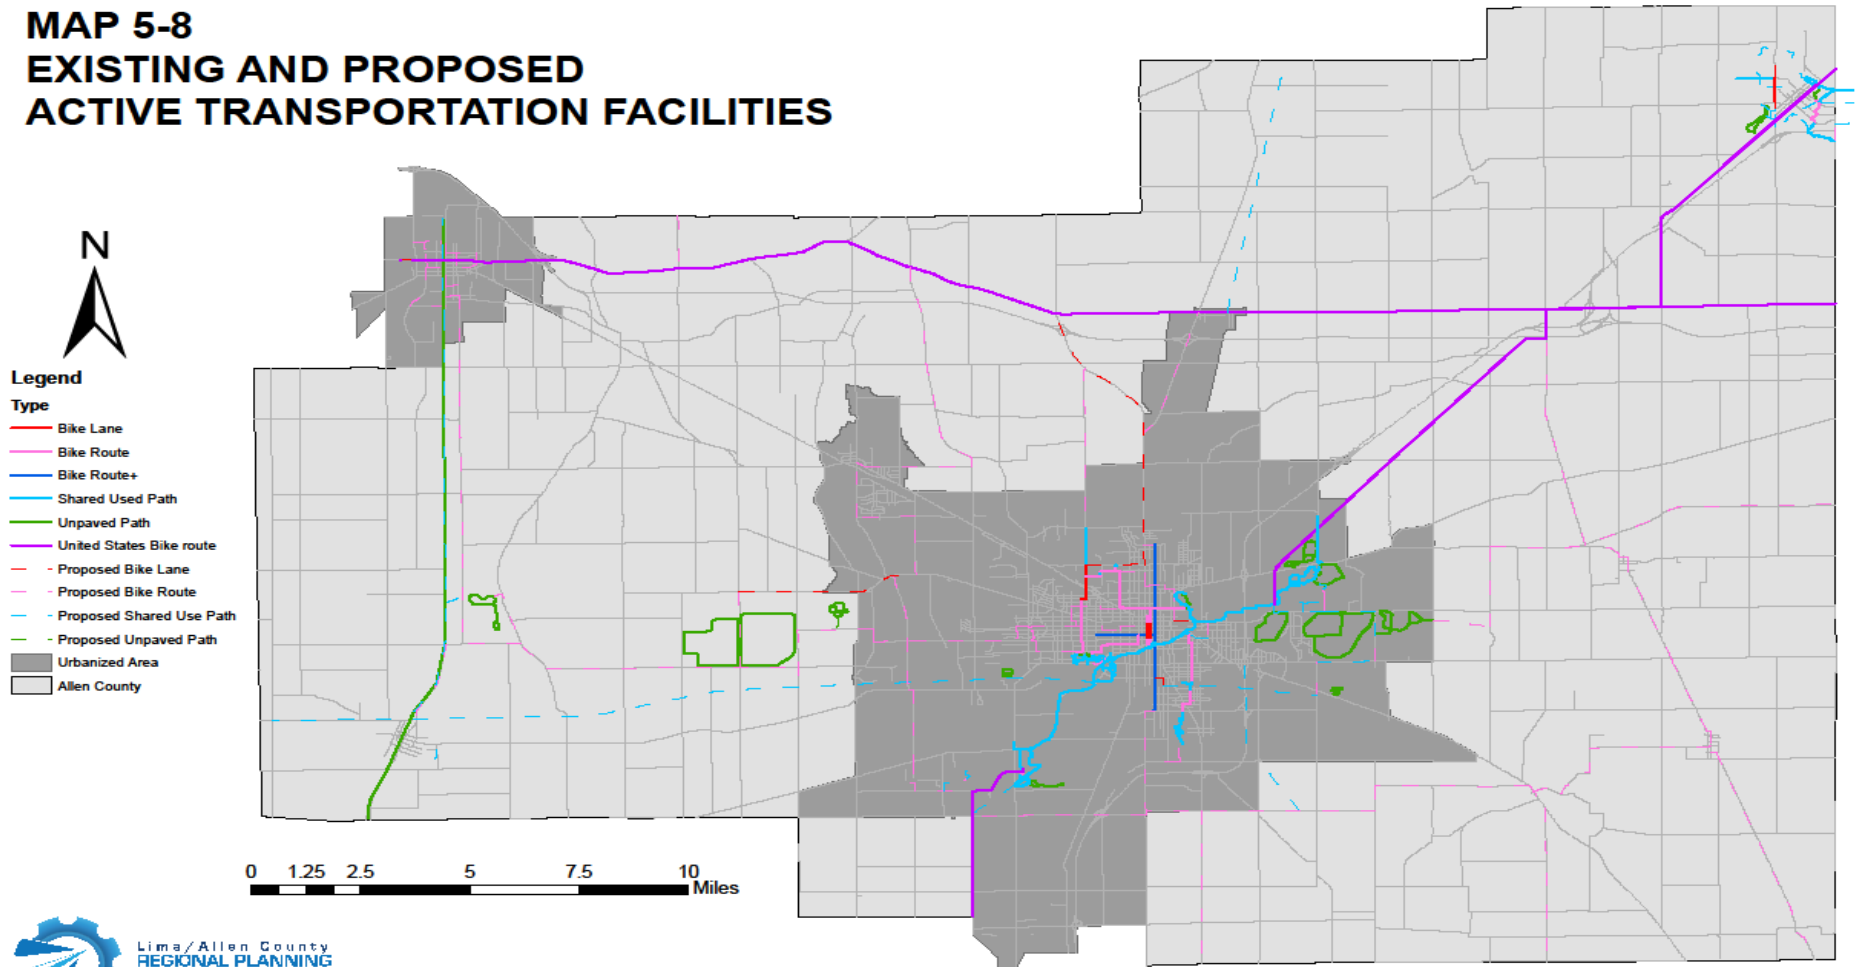 MAP 5-8
EXISTING AND PROPOSED
ACTIVE TRANSPORTATION FACILITIES
N
Legend
Type
Bike Lane
Bike Route
Bike Route+
Shared Used Path
Unpaved Path
United States Bike route
Proposed Bike Lane
Proposed Bike Route
Proposed Shared Use Path
Proposed Unpaved Path
Urbanized Area
Allen County
0 1.25 2.5 5 7.5 10
Miles
Lima/Allen County
REGIONAL PLANNING